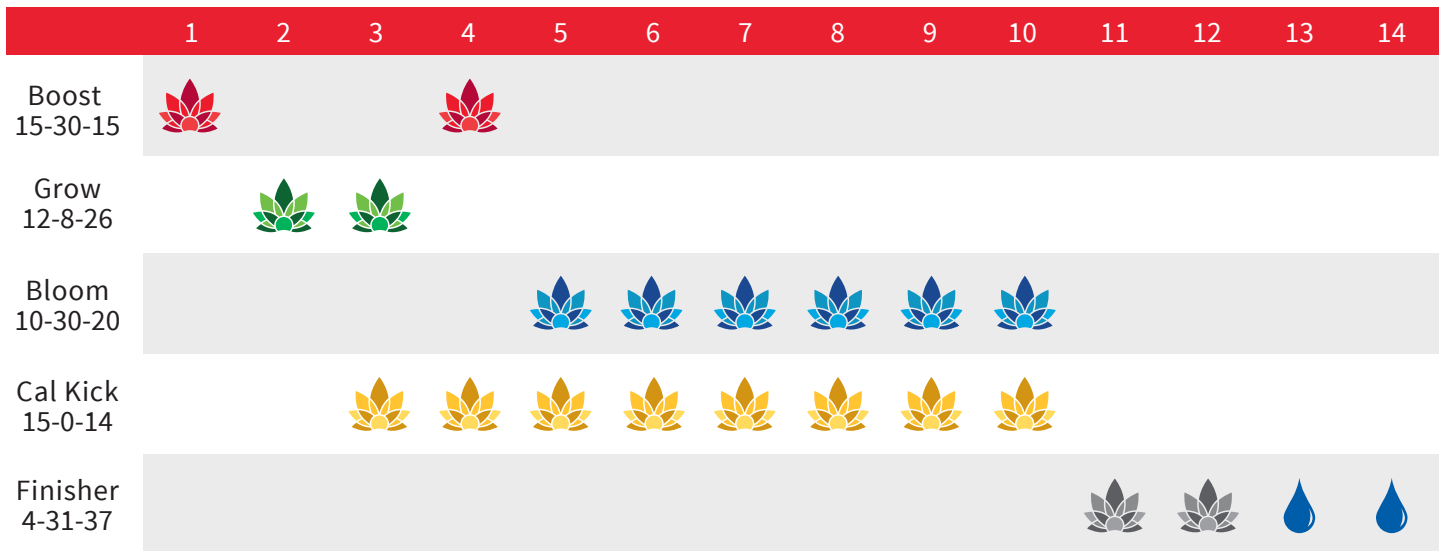 1 2 3 4 5 6 7 8 9 10 11 12 13 14
Boost
15-30-15
Grow
12-8-26
Bloom
10-30-20
Cal Kick
15-0-14
Finisher
4-31-37